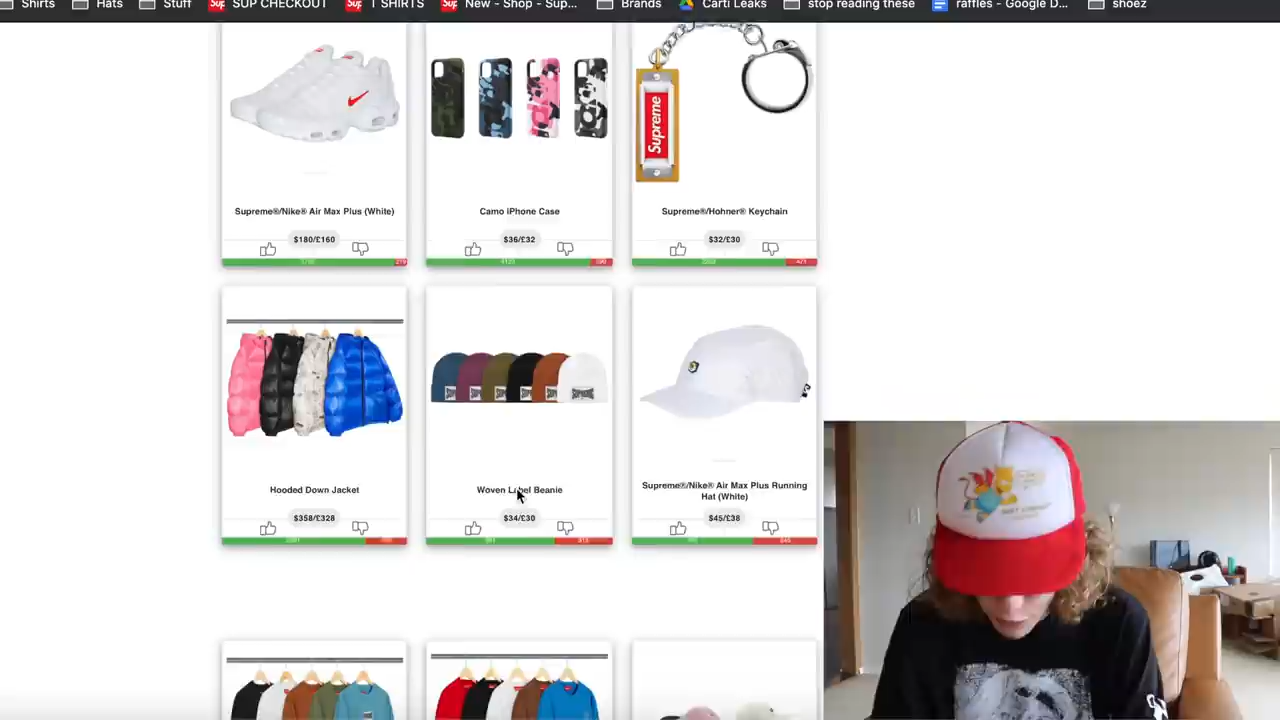 Shirts
Hats
Stuff
SUP CHECKOUT
T SHIRTS
New - Shop - Sup...
Brands
Carti Leaks
stop reading these
raffles - Google D...
shoez
Supreme
Supreme®/Nike® Air Max Plus (White)
Camo iPhone Case
Supreme®/Hohner® Keychain
$180/£160
$36/£32
$32/£30
4129
Hooded Down Jacket
Woven Label Beanie
Supreme®/Nike® Air Max Plus Running
Hat (White)
$358/£328
$34/£30
$45/£38